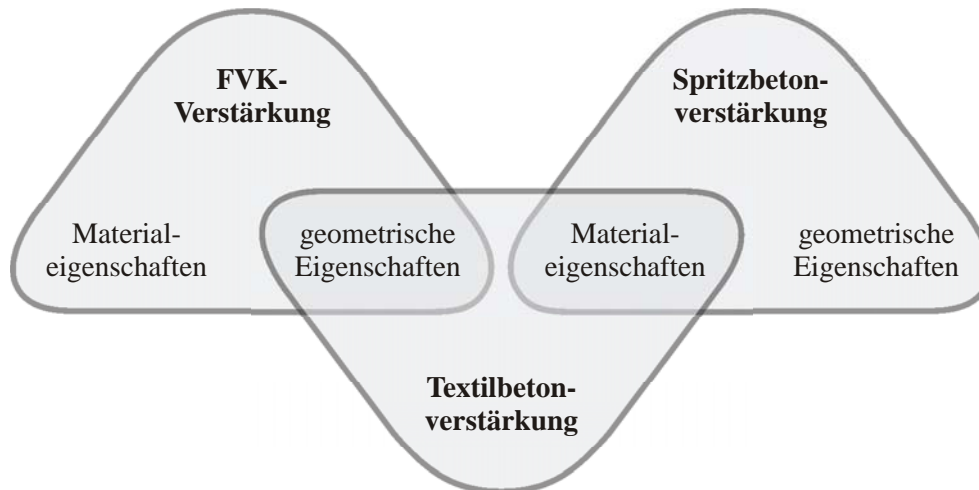 FVK-
Verstärkung
Spritzbeton-
verstärkung
Material-
eigenschaften
geometrische
Eigenschaften
Material-
eigenschaften
geometrische
Eigenschaften
Textilbeton-
verstärkung